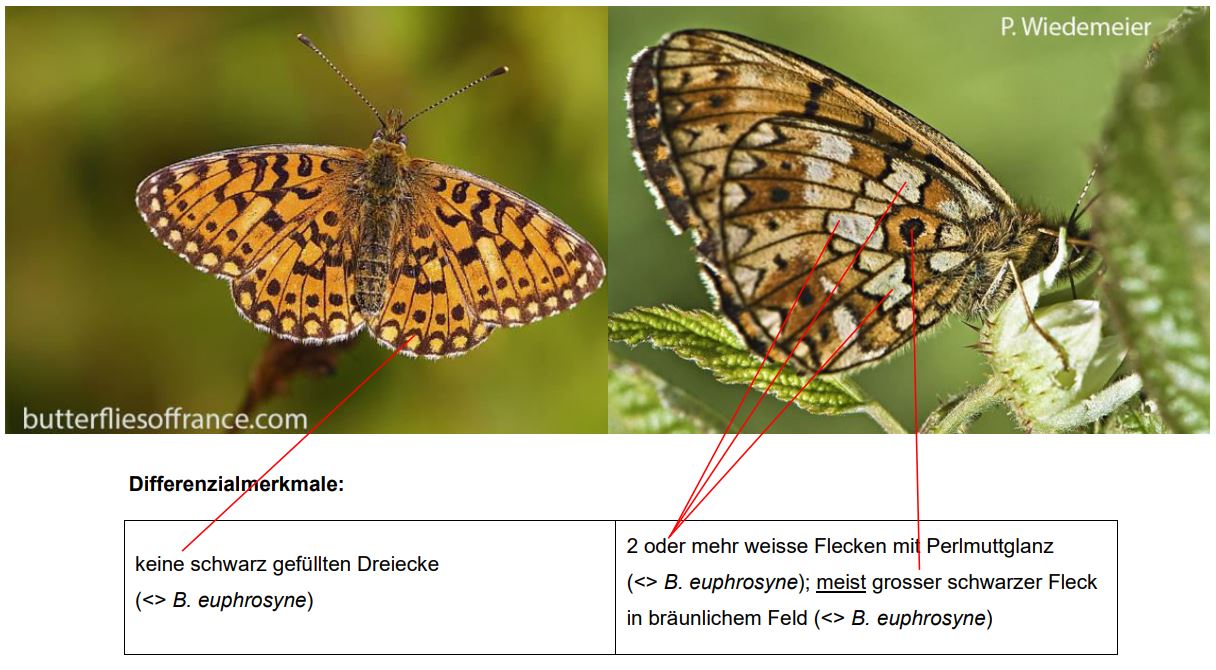 P. Wiedemeier
butterfliesoffrance.com
Differenzialmerkmale:
keine schwarz gefüllten Dreiecke
(<> B. euphrosyne)
2 oder mehr weisse Flecken mit Perlmuttglanz
(<> B. euphrosyne); meist grosser schwarzer Fleck
in bräunlichem Feld (<> B. euphrosyne)